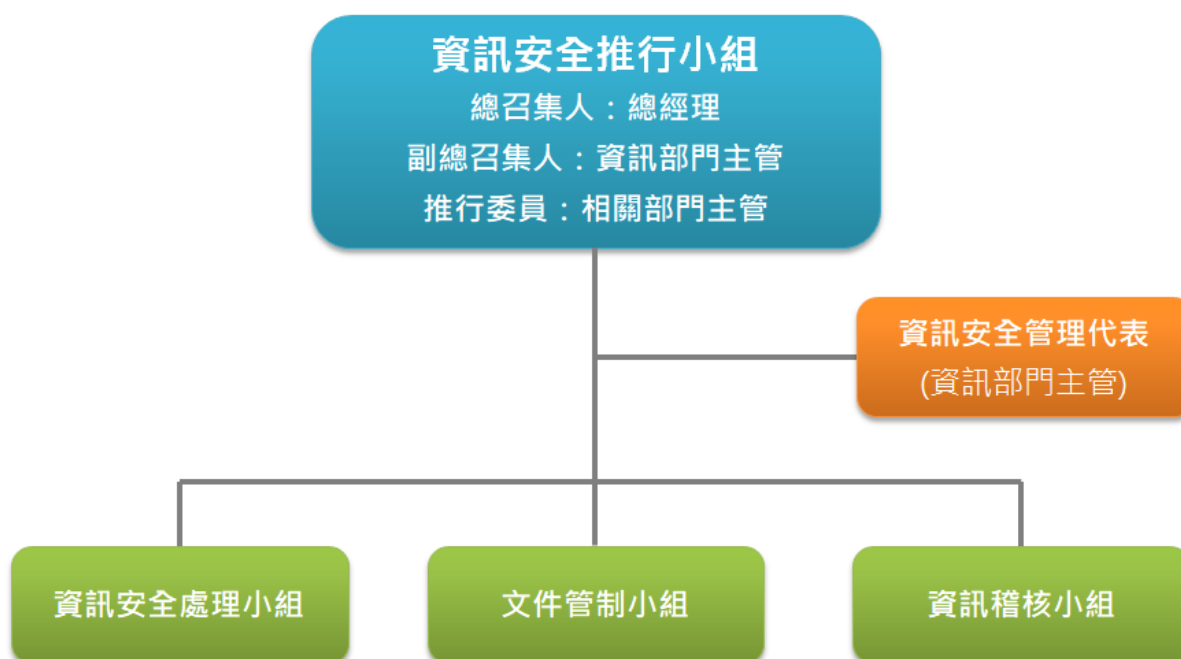 資訊安全推行小組
總召集人：總經理
副總召集人：資訊部門主管
推行委員：相關部門主管
資訊安全管理代表
(資訊部門主管)
資訊安全處理小組
文件管制小組
資訊稽核小組